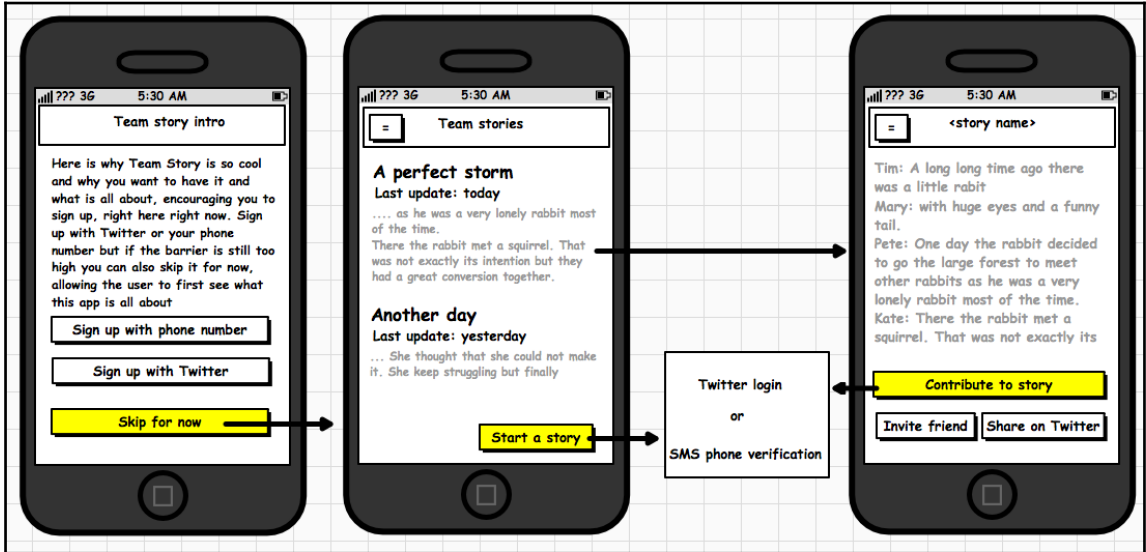 ??? 3G 5:30 AM
Team story intro
Here is why Team Story is so cool
and why you want to have it and
what is all about, encouraging you to
sign up, right here right now. Sign
up with Twitter or your phone
number but if the barrier is still too
high you can also skip it for now,
allowing the user to first see what
this app is all about
Sign up with phone number
Sign up with Twitter
Skip for now
??? 3G 5:30 AM
=
Team stories
A perfect storm
Last update: today
.... as he was a very lonely rabbit most
of the time.
There the rabbit met a squirrel. That
was not exactly its intention but they
had a great conversion together.
Another day
Last update: yesterday
... She thought that she could not make
it. She keep struggling but finally
Start a story
Twitter login
or
SMS phone verification
??? 3G 5:30 AM
=
<story name>
Tim: A long long time ago there
was a little rabit
Mary: with huge eyes and a funny
tail.
Pete: One day the rabbit decided
to go the large forest to meet
other rabbits as he was a very
lonely rabbit most of the time.
Kate: There the rabbit met a
squirrel. That was not exactly its
Contribute to story
Invite friend
Share on Twitter